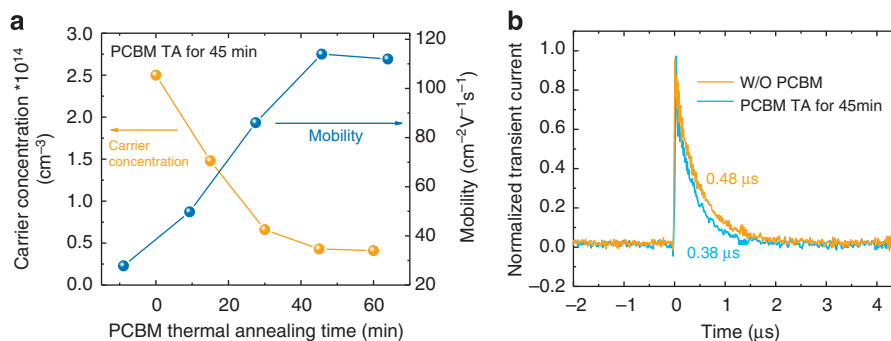 a
PCBM TA for 45 min
Carrier concentration *10^14
(cm–3)
3.0
2.5
2.0
1.5
1.0
0.5
0.0
Carrier
concentration
Mobility
120
100
80
60
40
20
Mobility (cm–2V–1s–1)
0
20
40
60
PCBM thermal annealing time (min)
b
Normalized transient current
1.0
0.8
0.6
0.4
0.2
0.0
–0.2
W/O PCBM
PCBM TA for 45min
0.48 μs
0.38 μs
–2
–1
0
1
2
3
4
Time (μs)